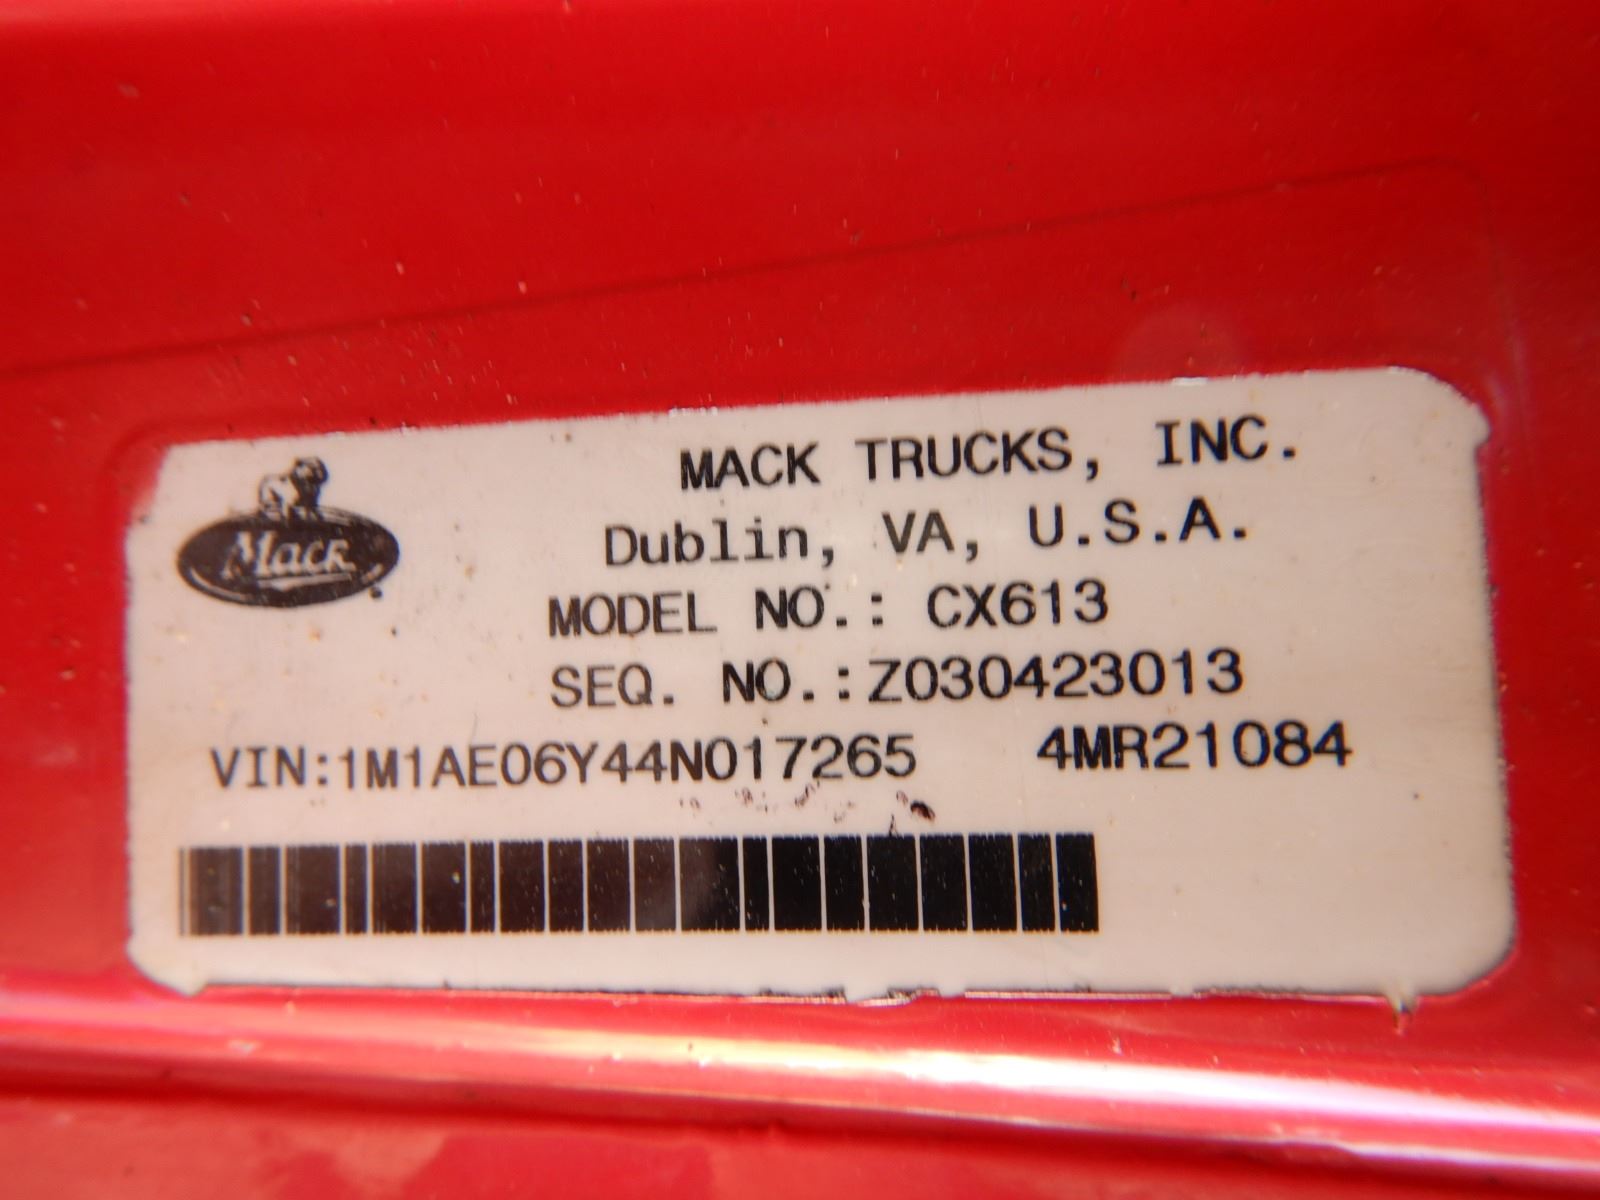 Mack
MACK TRUCKS, INC.
Dublin, VA, U.S.A.
MODEL NO.: CX613
SEQ. NO.:Z030423013
VIN:1M1AE06Y44N017265 4MR21084